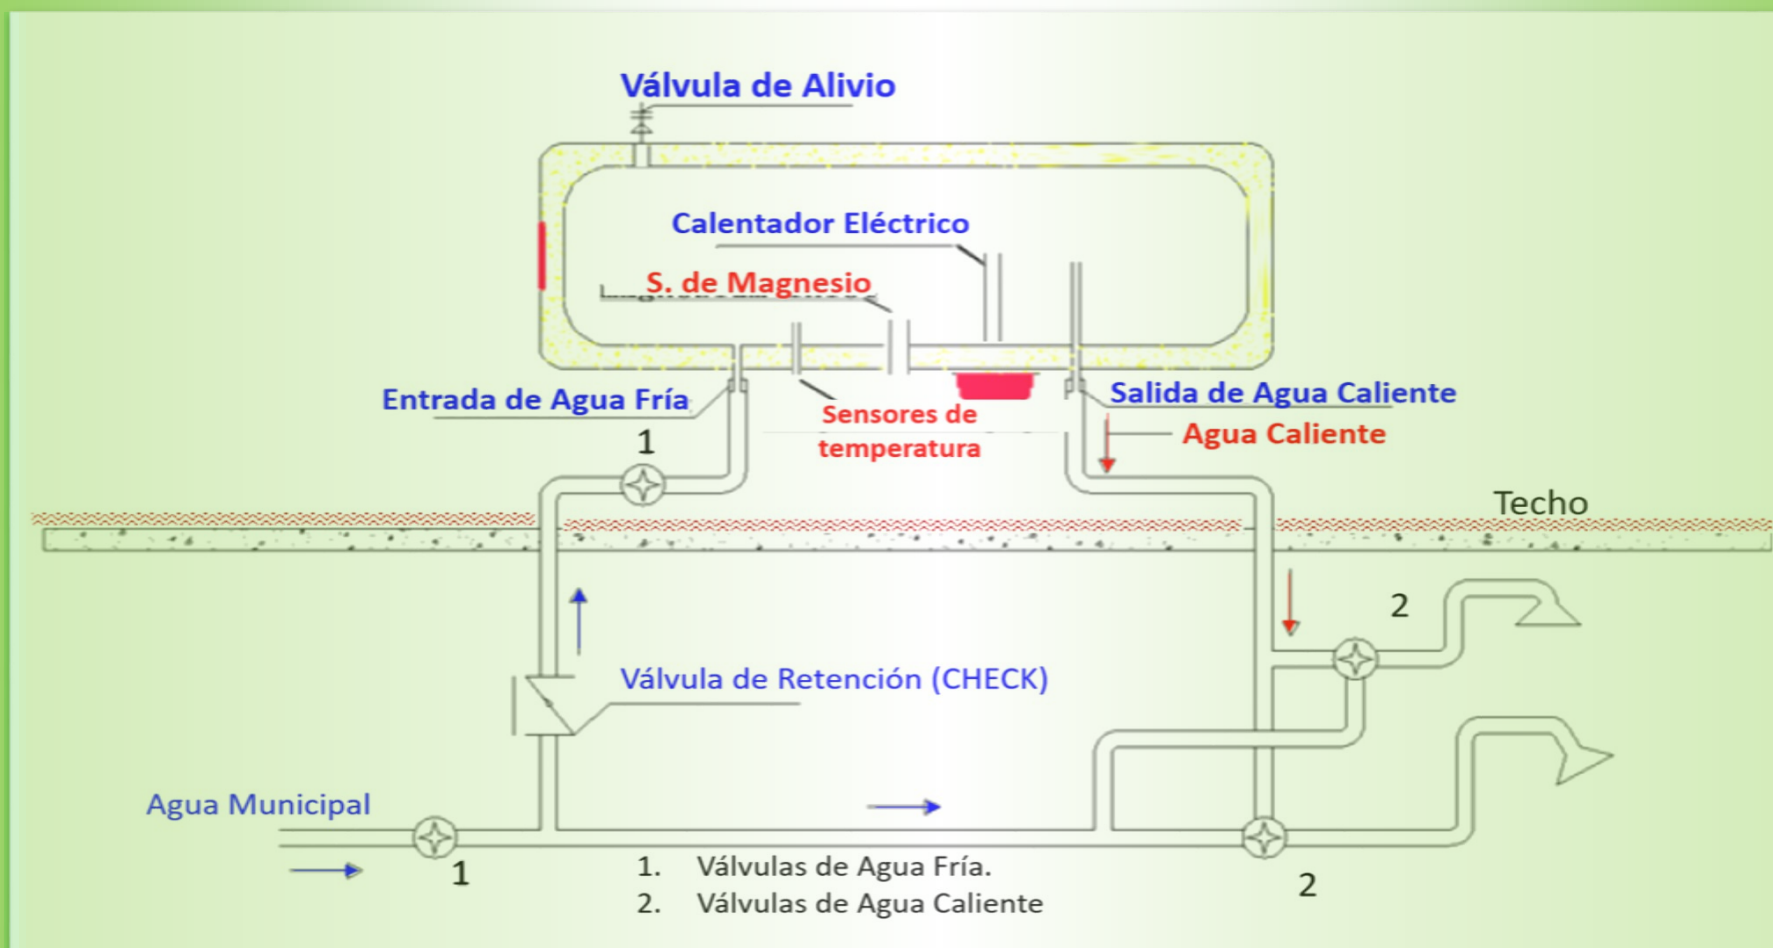 Válvula de Alivio
Calentador Eléctrico
S. de Magnesio
Entrada de Agua Fría
Sensores de
temperatura
Salida de Agua Caliente
Agua Caliente
1
Techo
2
Válvula de Retención (CHECK)
Agua Municipal
1
1. Válvulas de Agua Fría.
2. Válvulas de Agua Caliente
2